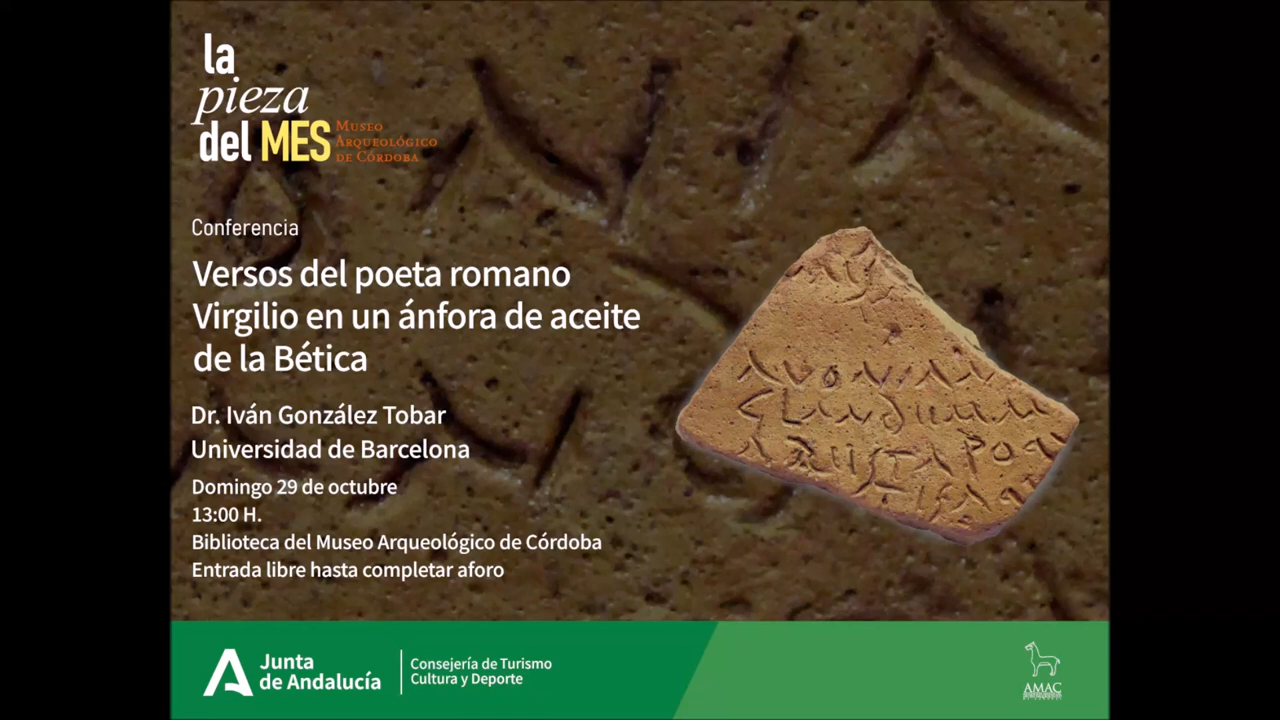 la
pieza
del MES
Museo
Arqueológico
de Córdoba
Conferencia
Versos del poeta romano
Virgilio en un ánfora de aceite
de la Bética
Dr. Iván González Tobar
Universidad de Barcelona
Domingo 29 de octubre
13:00 H.
Biblioteca del Museo Arqueológico de Córdoba
Entrada libre hasta completar aforo
Junta
de Andalucía
Consejería de Turismo
Cultura y Deporte
AMAC